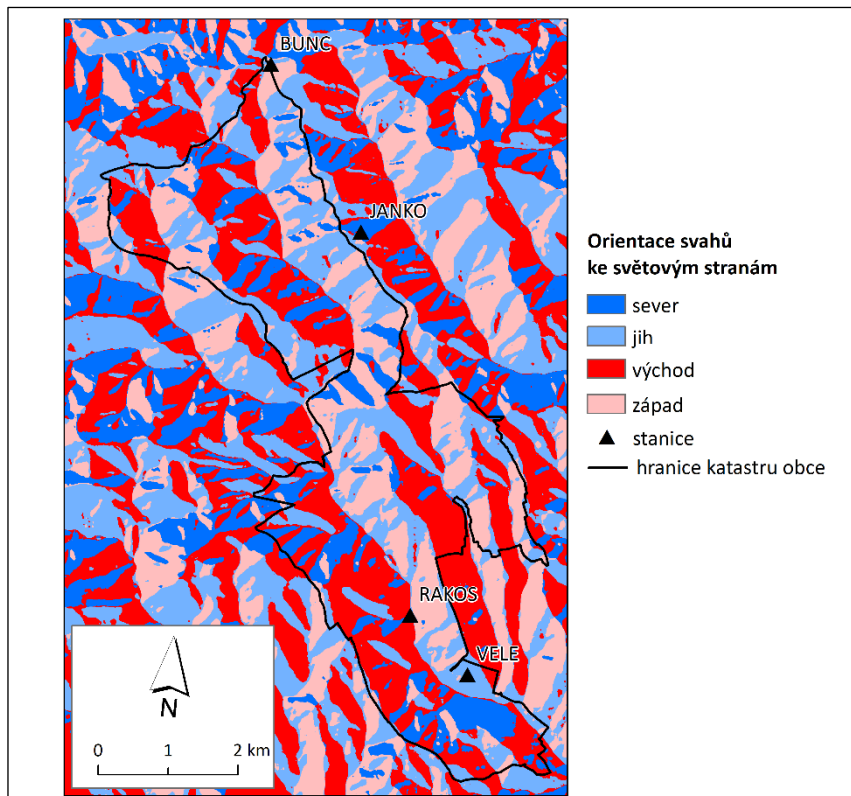 BUNC
JANKO
RAKOS
VELE
Orientace svahů
ke světovým stranám
sever
jih
východ
západ
stanice
hranice katastru obce
N
0 1 2 km